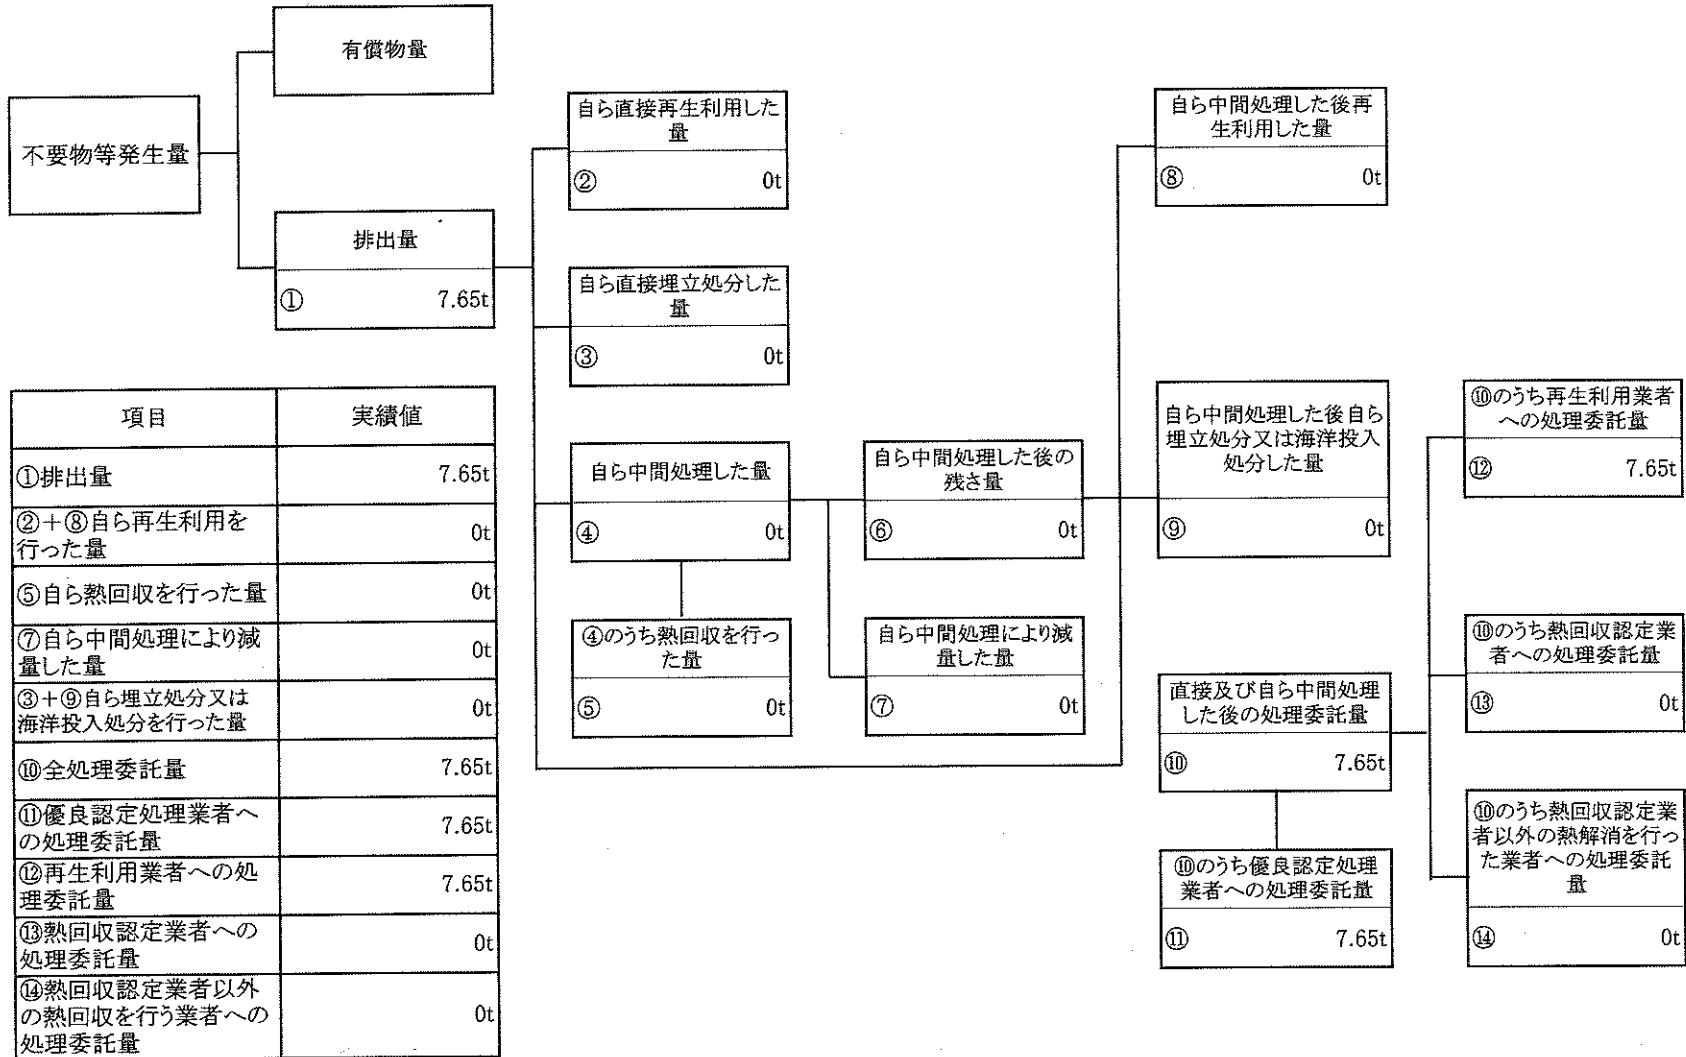 有償物量
不要物等発生量
排出量
① 7.65t
自ら直接再生利用した
量
② 0t
自ら直接埋立処分した
量
③ 0t
自ら中間処理した量
④ 0t
④のうち熱回収を行っ
た量
⑤ 0t
自ら中間処理した後の
残さ量
⑥ 0t
自ら中間処理により減
量した量
⑦ 0t
自ら中間処理した後再
生利用した量
⑧ 0t
自ら中間処理した後自ら
埋立処分又は海洋投入
処分した量
⑨ 0t
直接及び自ら中間処理
した後の処理委託量
⑩ 7.65t
⑩のうち優良認定処理
業者への処理委託量
⑪ 7.65t
⑩のうち再生利用業者
への処理委託量
⑫ 7.65t
⑩のうち熱回収認定業
者への処理委託量
⑬ 0t
⑩のうち熱回収認定業
者以外の熱解消を行っ
た業者への処理委託
量
⑭ 0t
項目 実績値
①排出量 7.65t
②+⑧自ら再生利用を
行った量 0t
⑤自ら熱回収を行った量 0t
⑦自ら中間処理により減
量した量 0t
③+⑨自ら埋立処分又は
海洋投入処分を行った量 0t
⑩全処理委託量 7.65t
⑪優良認定処理業者へ
の処理委託量 7.65t
⑫再生利用業者への処
理委託量 7.65t
⑬熱回収認定業者への
処理委託量 0t
⑭熱回収認定業者以外
の熱回収を行う業者への
処理委託量 0t